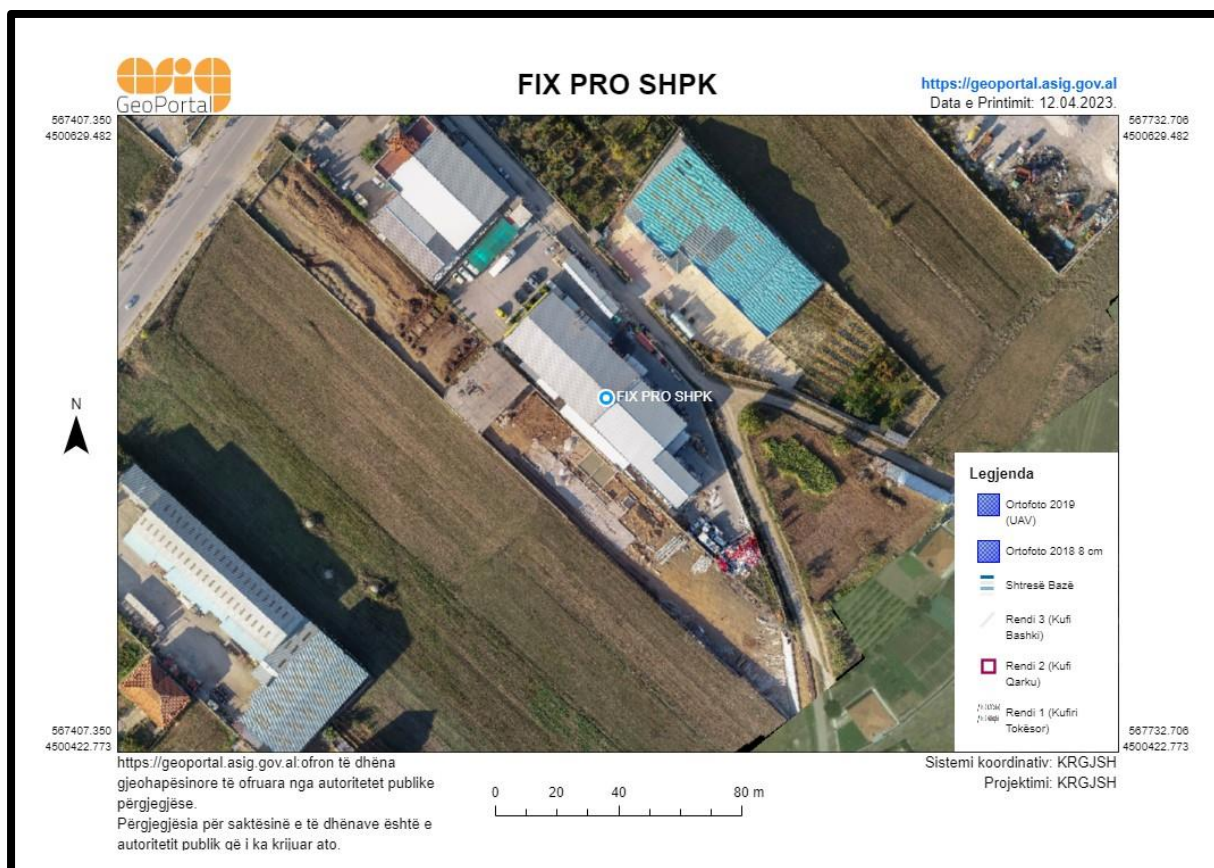 asig
GeoPortal
FIX PRO SHPK
https://geoportal.asig.gov.al
Data e Printimit: 12.04.2023.
567407.350
4500629.482
567732.706
4500629.482
N
FIX PRO SHPK
Legjenda
Ortofoto 2019
(UAV)
Ortofoto 2018 8 cm
Shtresë Bazë
Rendi 3 (Kufi
Bashki)
Rendi 2 (Kufi
Qarku)
Rendi 1 (Kufiri
Tokësor)
567407.350
4500422.773
567732.706
4500422.773
https://geoportal.asig.gov.al:ofron të dhëna
gjeohapësinore të ofruara nga autoritetet publike
përgjegjëse.
Përgjegjësia për saktësinë e të dhënave është e
autoritetit publik që i ka krijuar ato.
0 20 40 80 m
Sistemi koordinativ: KRGJSH
Projektimi: KRGJSH